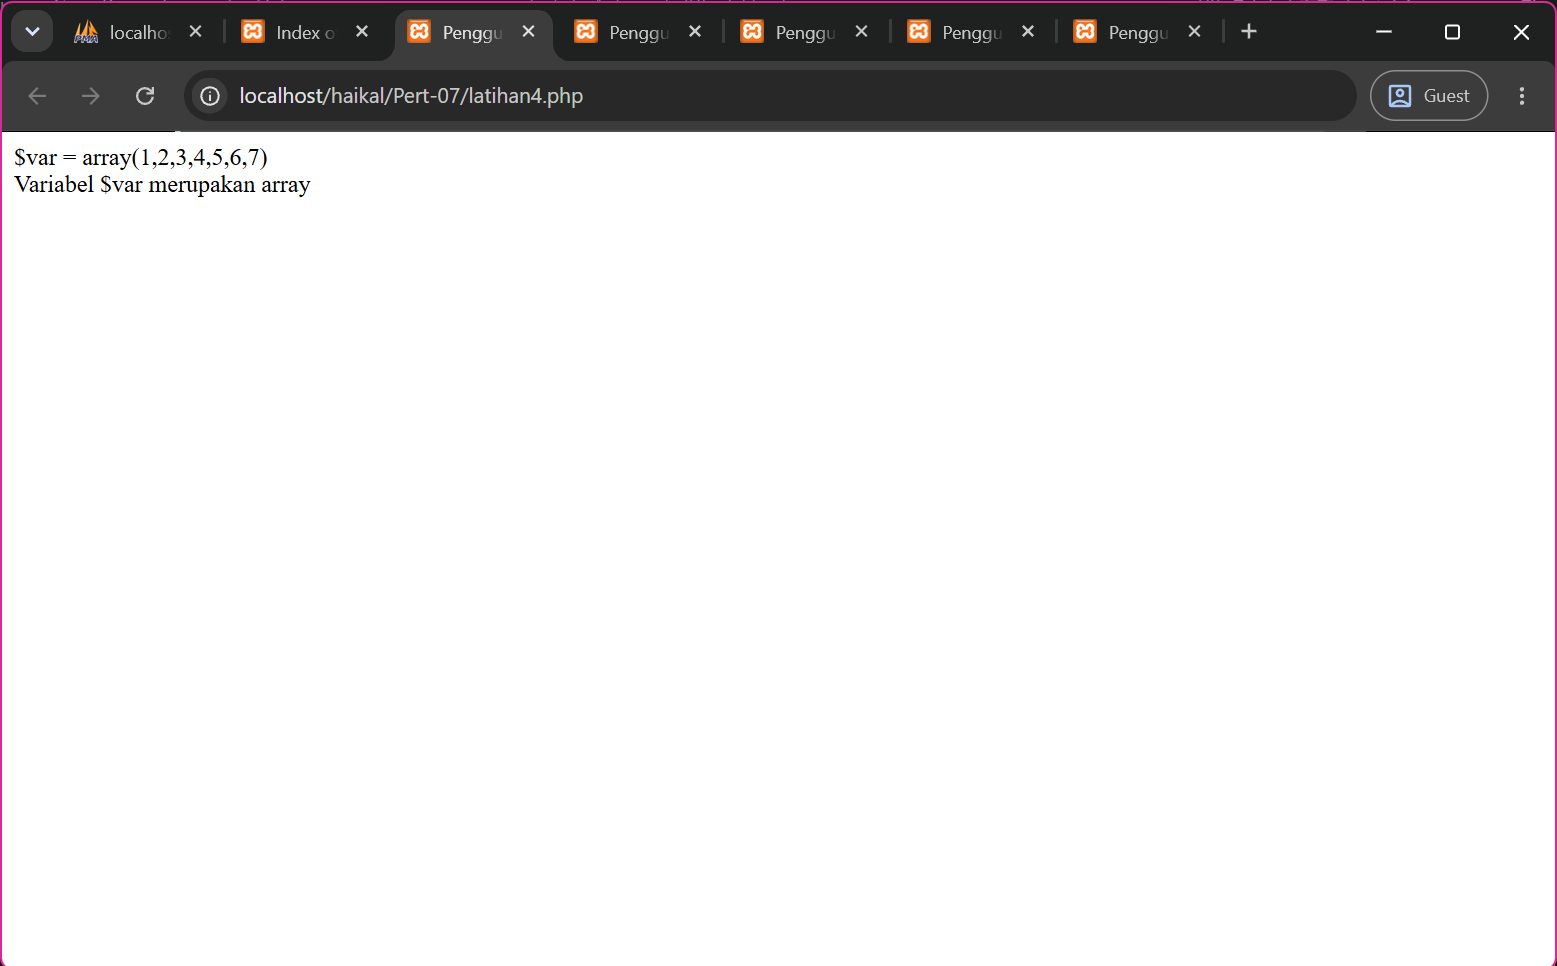 localho
Index o
Penggu
Penggu
Penggu
Penggu
Penggu
localhost/haikal/Pert-07/latihan4.php
Guest
$var = array(1,2,3,4,5,6,7)
Variabel $var merupakan array